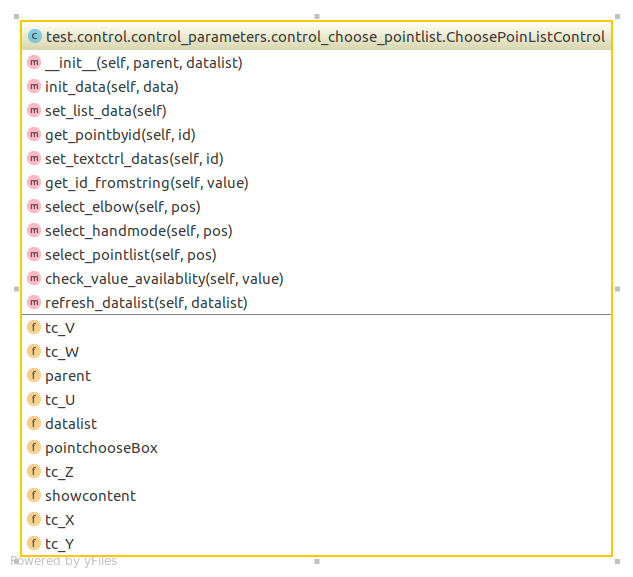 C test.control.control_parameters.control_choose_pointlist.ChoosePoinListControl
m __init__(self, parent, datalist)
m init_data(self, data)
m set_list_data(self)
m get_pointbyid(self, id)
m set_textctrl_datas(self, id)
m get_id_fromstring(self, value)
m select_elbow(self, pos)
m select_handmode(self, pos)
m select_pointlist(self, pos)
m check_value_availablity(self, value)
m refresh_datalist(self, datalist)
f tc_V
f tc_W
f parent
f tc_U
f datalist
f pointchooseBox
f tc_Z
f showcontent
f tc_X
f tc_Y
Powered by yFiles